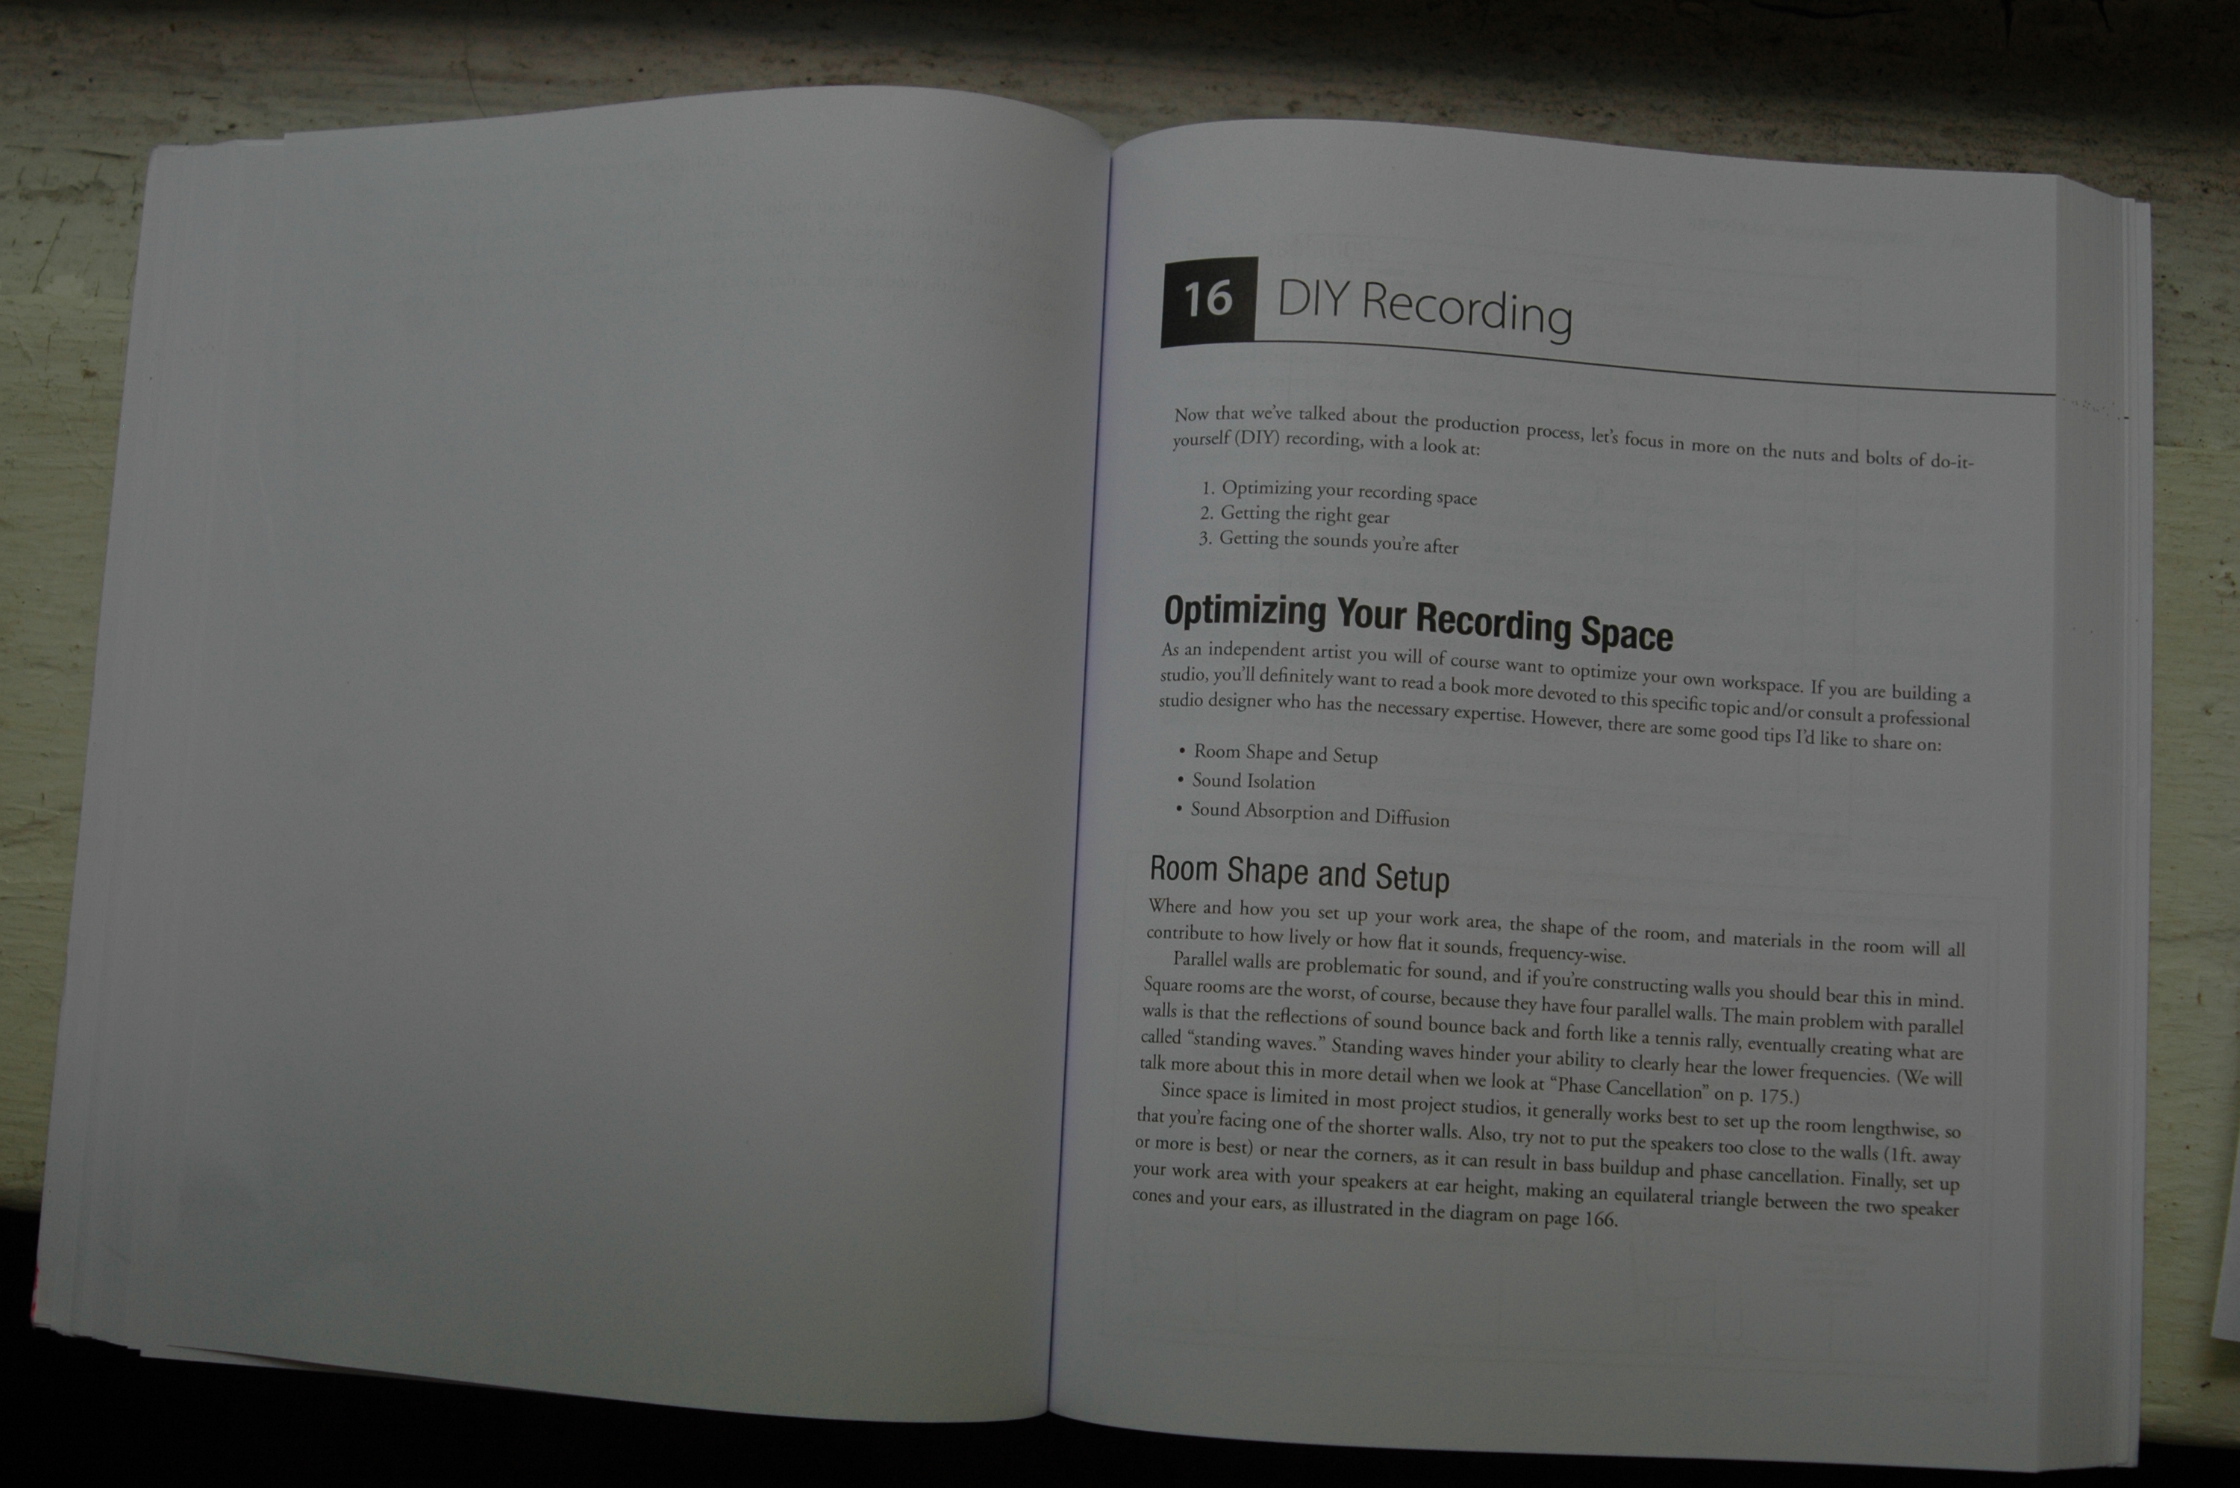 16 DIY Recording
Now that we've talked about the production process, let's focus in more on the nuts and bolts of do-it-
yourself (DIY) recording, with a look at:
1. Optimizing your recording space
2. Getting the right gear
3. Getting the sounds you're after
Optimizing Your Recording Space
As an independent artist you will of course want to optimize your own workspace. If you are building a
studio, you'll definitely want to read a book more devoted to this specific topic and/or consult a professional
studio designer who has the necessary expertise. However, there are some good tips I'd like to share on:
• Room Shape and Setup
• Sound Isolation
• Sound Absorption and Diffusion
Room Shape and Setup
Where and how you set up your work area, the shape of the room, and materials in the room will all
contribute to how lively or how flat it sounds, frequency-wise.
Parallel walls are problematic for sound, and if you're constructing walls you should bear this in mind.
Square rooms are the worst, of course, because they have four parallel walls. The main problem with parallel
walls is that the reflections of sound bounce back and forth like a tennis rally, eventually creating what are
called “standing waves.” Standing waves hinder your ability to clearly hear the lower frequencies. (We will
talk more about this in more detail when we look at “Phase Cancellation” on p. 175.)
Since space is limited in most project studios, it generally works best to set up the room lengthwise, so
that you're facing one of the shorter walls. Also, try not to put the speakers too close to the walls (1ft. away
or more is best) or near the corners, as it can result in bass buildup and phase cancellation. Finally, set up
your work area with your speakers at ear height, making an equilateral triangle between the two speaker
cones and your ears, as illustrated in the diagram on page 166.